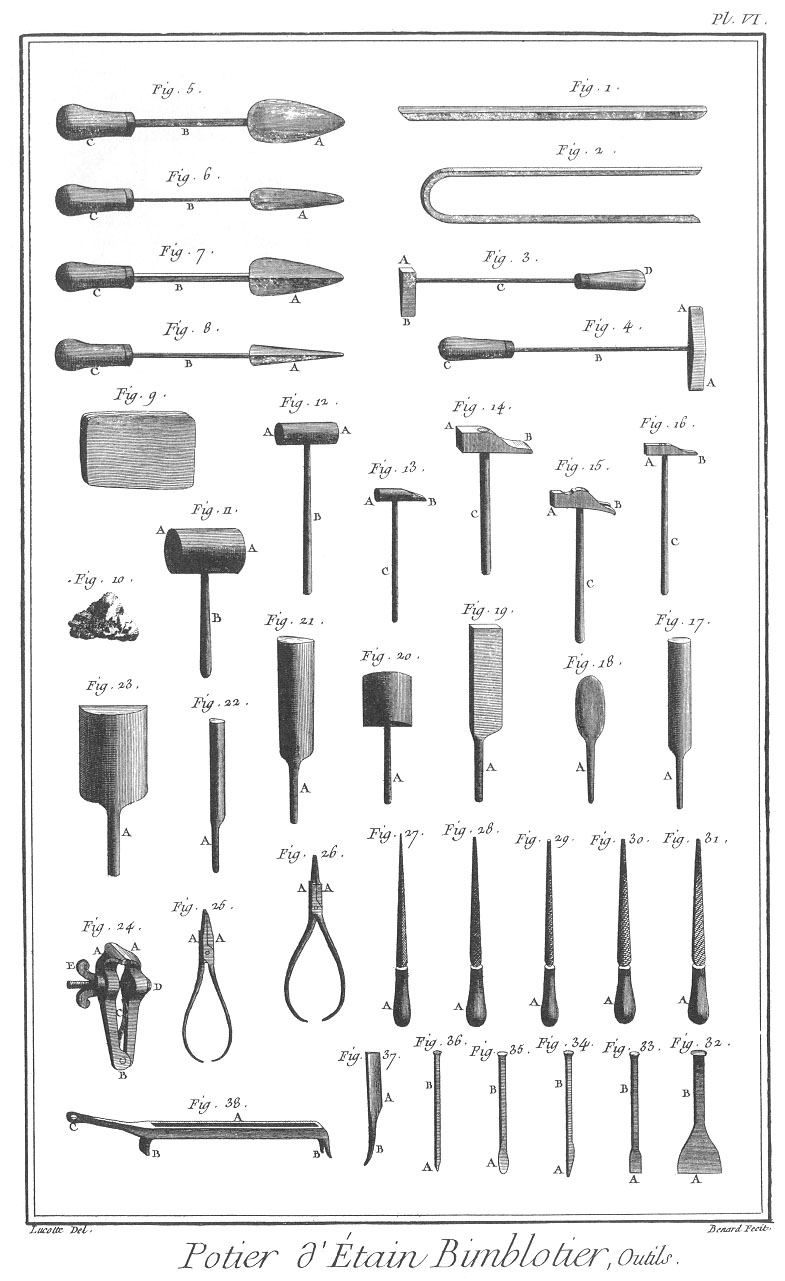 Pl. VI.
Fig. 5.
C B A
Fig. 1.
Fig. 6.
C B A
Fig. 2.
Fig. 7.
C B A
Fig. 3.
A B C D
Fig. 8.
C B A
Fig. 4.
C B A A
Fig. 9.
Fig. 12.
A A B
Fig. 14.
A B C
Fig. 16.
A B C
Fig. 13.
A B C
Fig. 15.
A B C
Fig. 11.
A A B
Fig. 10.
Fig. 21.
A
Fig. 19.
A
Fig. 17.
A
Fig. 20.
A
Fig. 18.
A
Fig. 23.
A
Fig. 22.
A
Fig. 26.
A A
Fig. 27.
A
Fig. 28.
A
Fig. 29.
A
Fig. 30.
A
Fig. 31.
A
Fig. 24.
A A E D C B
Fig. 25.
A A
Fig. 37.
A B
Fig. 36.
B A
Fig. 35.
B A
Fig. 34.
B A
Fig. 33.
B A
Fig. 32.
B A
Fig. 38.
A C B B
Lucotte Del.
Benard Fecit.
Potier d'Étain Bimblotier, Outils.